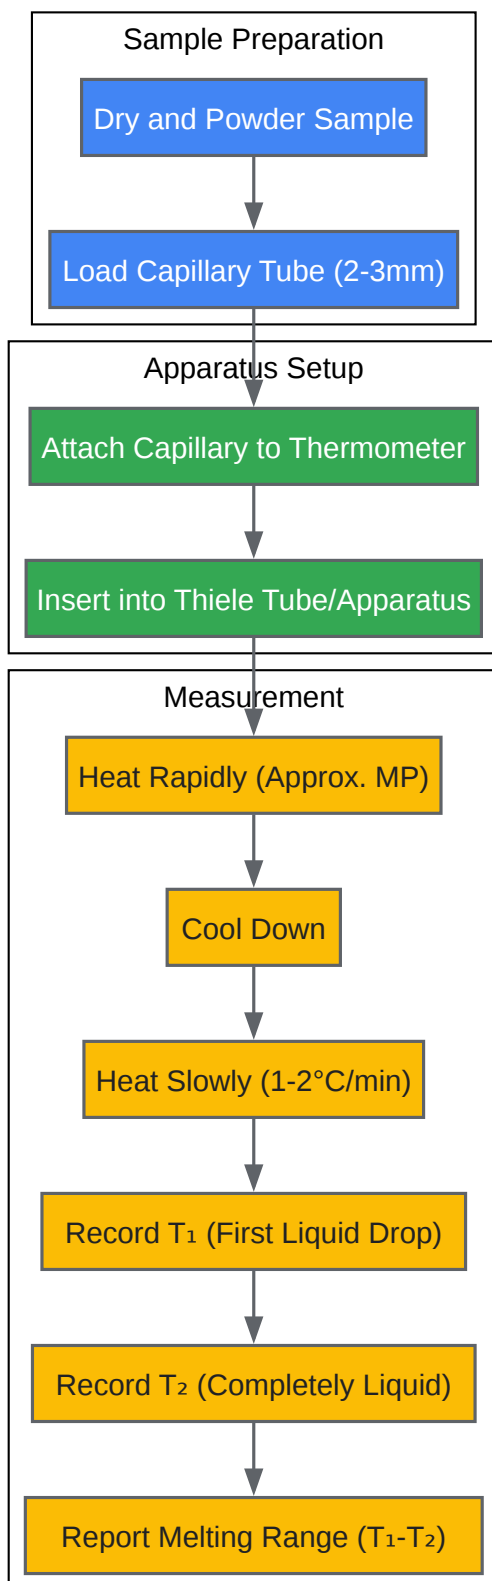 Sample Preparation
Dry and Powder Sample
Load Capillary Tube (2-3mm)
Apparatus Setup
Attach Capillary to Thermometer
Insert into Thiele Tube/Apparatus
Measurement
Heat Rapidly (Approx. MP)
Cool Down
Heat Slowly (1-2°C/min)
Record T₁ (First Liquid Drop)
Record T₂ (Completely Liquid)
Report Melting Range (T₁-T₂)